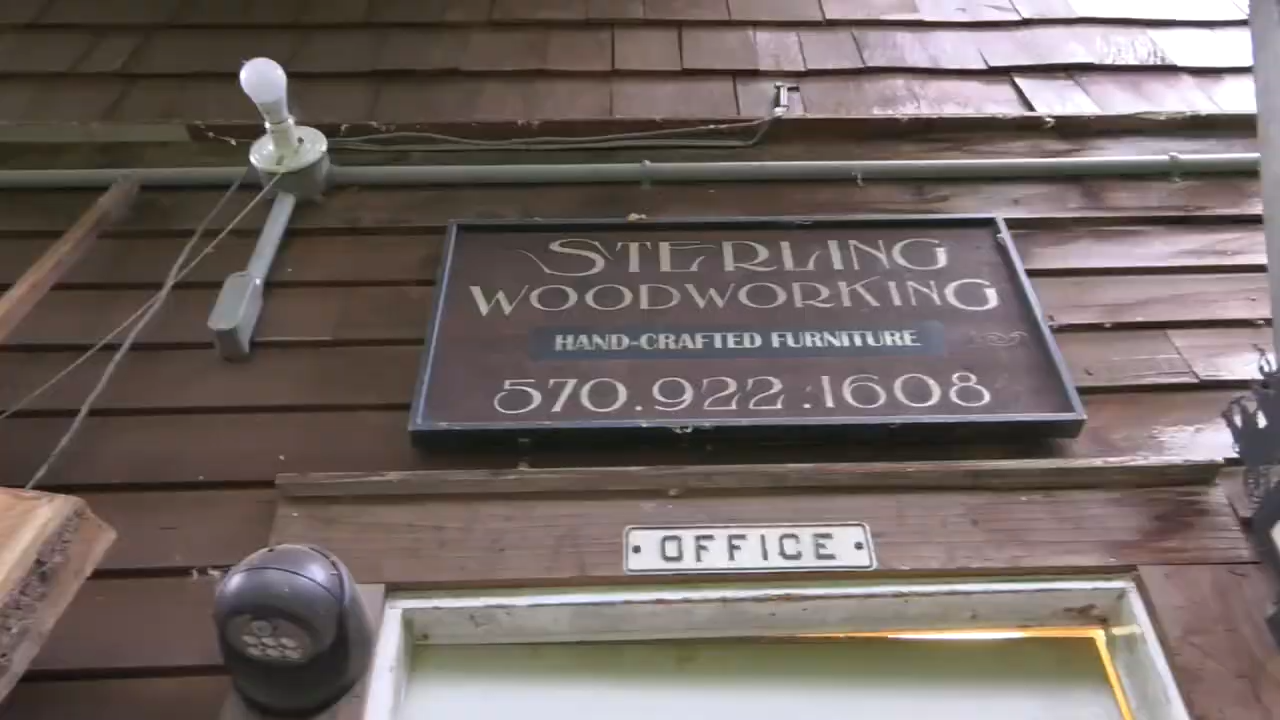 STERLING
WOODWORKING
HAND-CRAFTED FURNITURE
570.922.1608
OFFICE